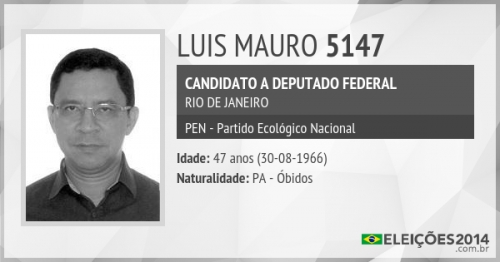 LUIS MAURO 5147
CANDIDATO A DEPUTADO FEDERAL
RIO DE JANEIRO
PEN - Partido Ecológico Nacional
Idade: 47 anos (30-08-1966)
Naturalidade: PA - Óbidos
ELEIÇÕES2014
.com.br